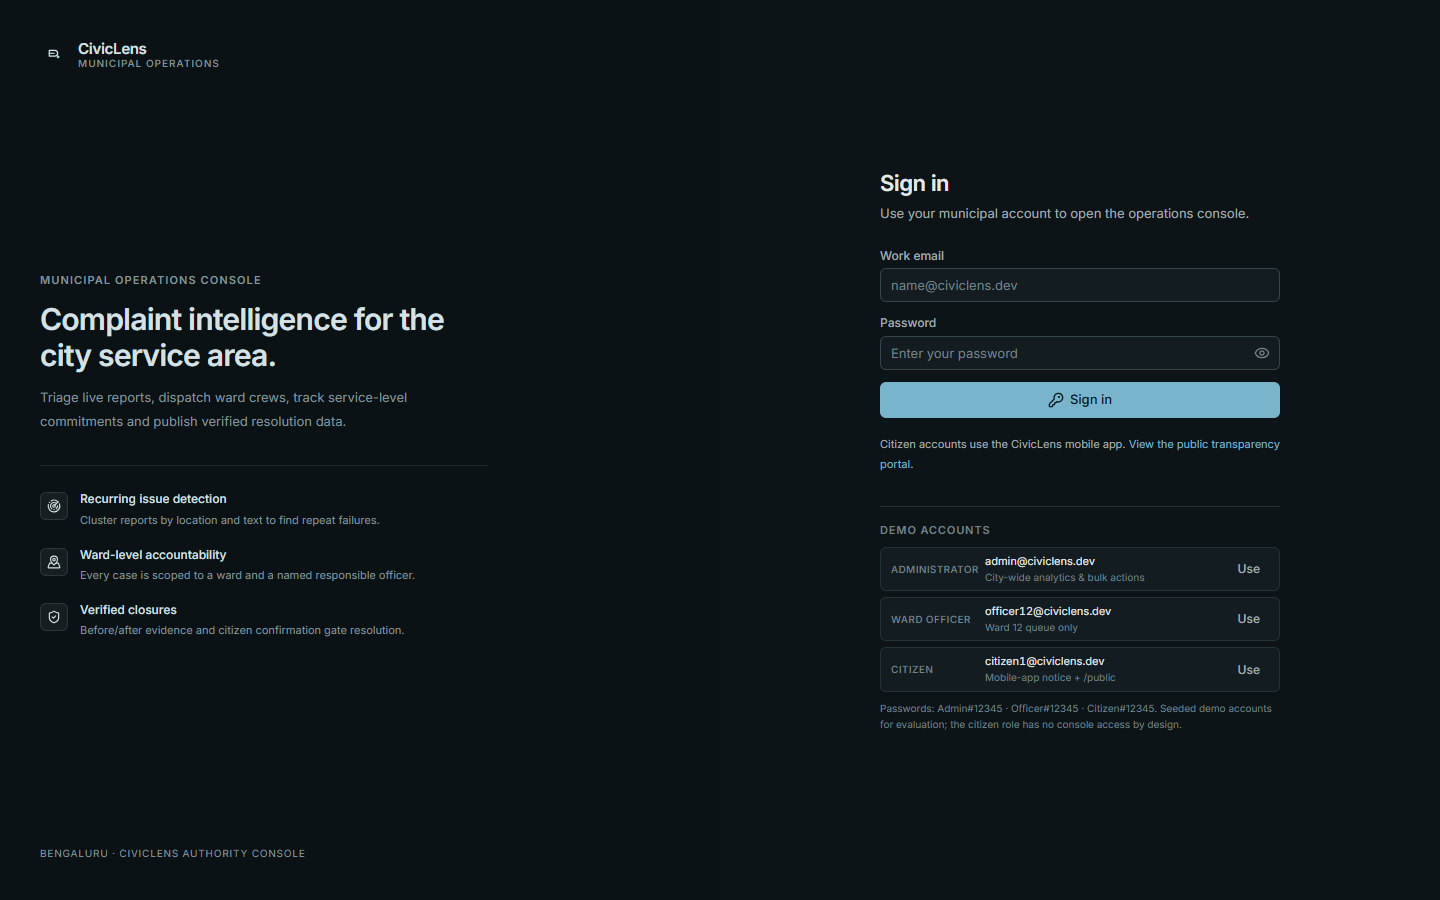 CivicLens
MUNICIPAL OPERATIONS
MUNICIPAL OPERATIONS CONSOLE
Complaint intelligence for the
city service area.
Triage live reports, dispatch ward crews, track service-level
commitments and publish verified resolution data.
Recurring issue detection
Cluster reports by location and text to find repeat failures.
Ward-level accountability
Every case is scoped to a ward and a named responsible officer.
Verified closures
Before/after evidence and citizen confirmation gate resolution.
BENGALURU · CIVICLENS AUTHORITY CONSOLE
Sign in
Use your municipal account to open the operations console.
Work email
name@civiclens.dev
Password
Enter your password
Sign in
Citizen accounts use the CivicLens mobile app. View the public transparency
portal.
DEMO ACCOUNTS
ADMINISTRATOR admin@civiclens.dev Use
City-wide analytics & bulk actions
WARD OFFICER officer12@civiclens.dev Use
Ward 12 queue only
CITIZEN citizen1@civiclens.dev Use
Mobile-app notice + /public
Passwords: Admin#12345 · Officer#12345 · Citizen#12345. Seeded demo accounts
for evaluation; the citizen role has no console access by design.